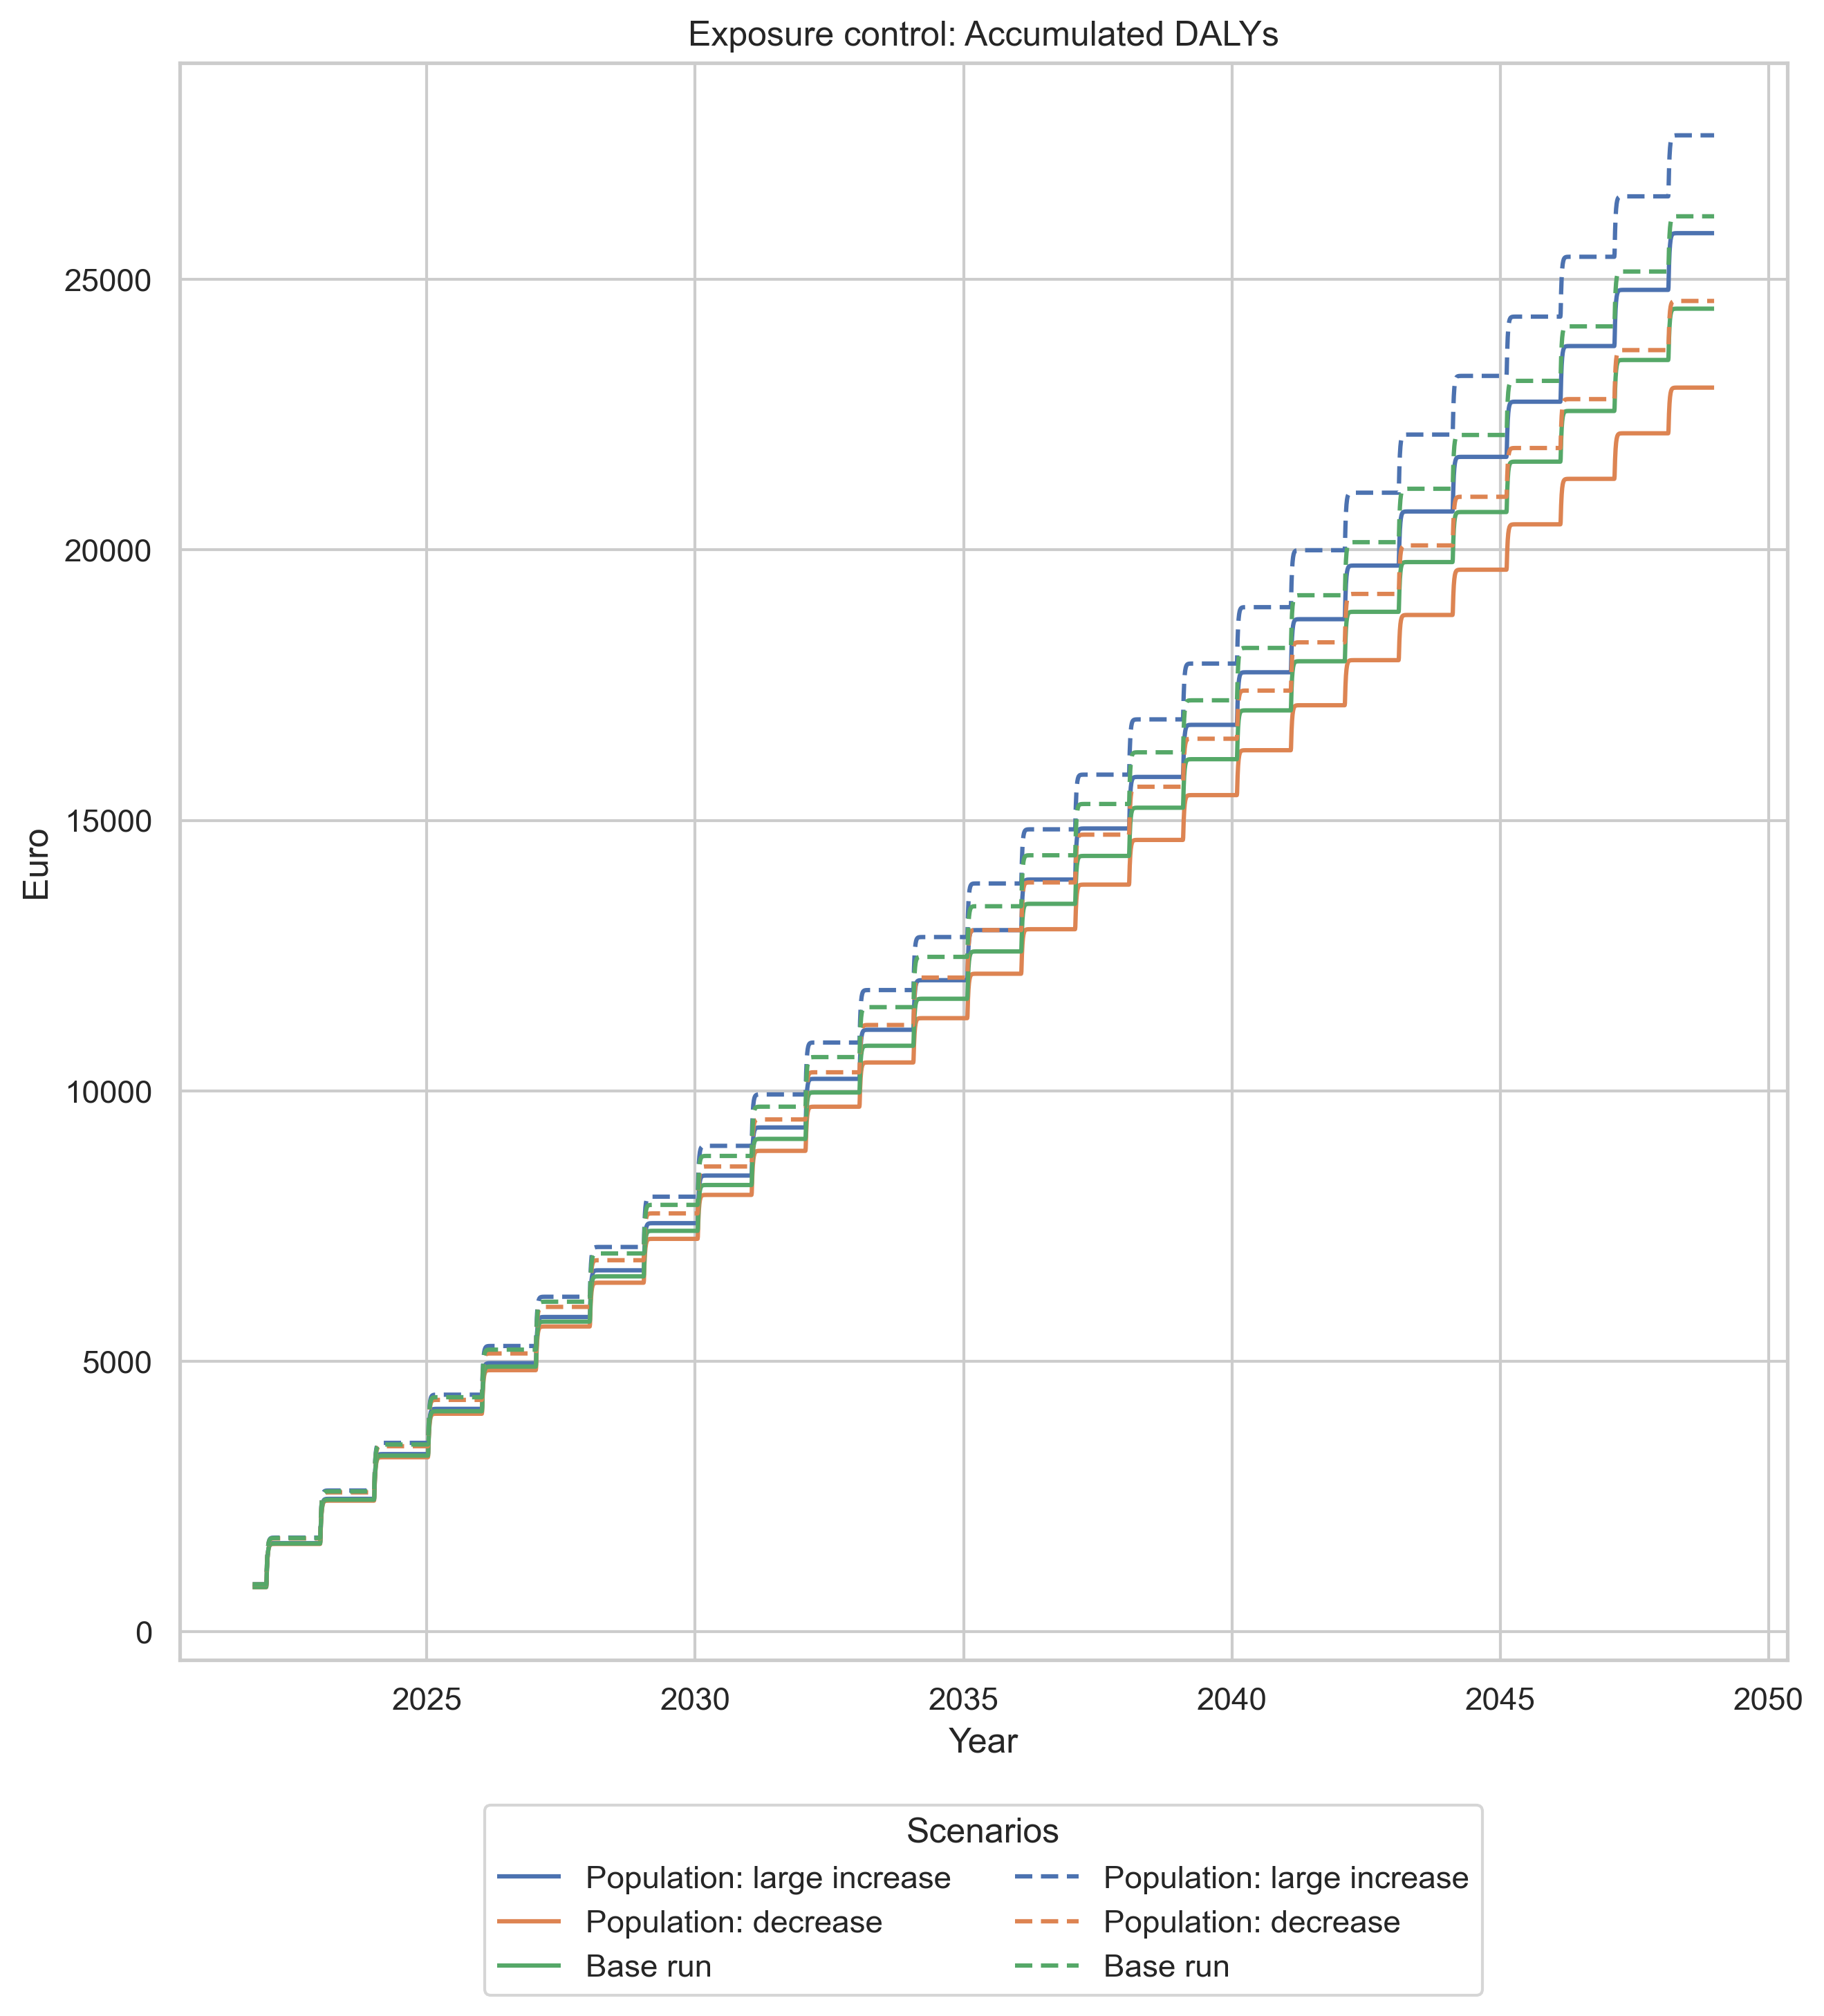 Exposure control: Accumulated DALYs
Euro
25000
20000
15000
10000
5000
0
2025 2030 2035 2040 2045 2050
Year
Scenarios
Population: large increase Population: large increase
Population: decrease Population: decrease
Base run Base run